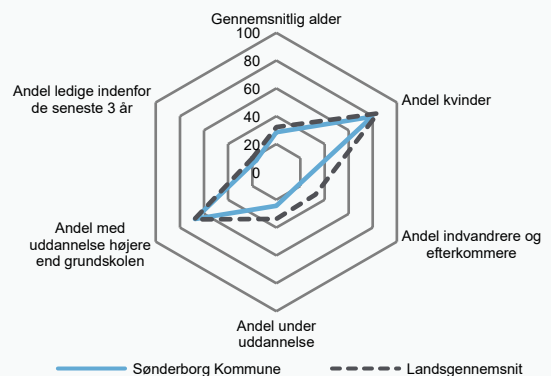 Gennemsnitlig alder
100
80
60
40
20
0
Andel kvinder
Andel indvandrere og
efterkommere
Andel under
uddannelse
Andel med
uddannelse højere
end grundskolen
Andel ledige indenfor
de seneste 3 år
Sønderborg Kommune
Landsgennemsnit